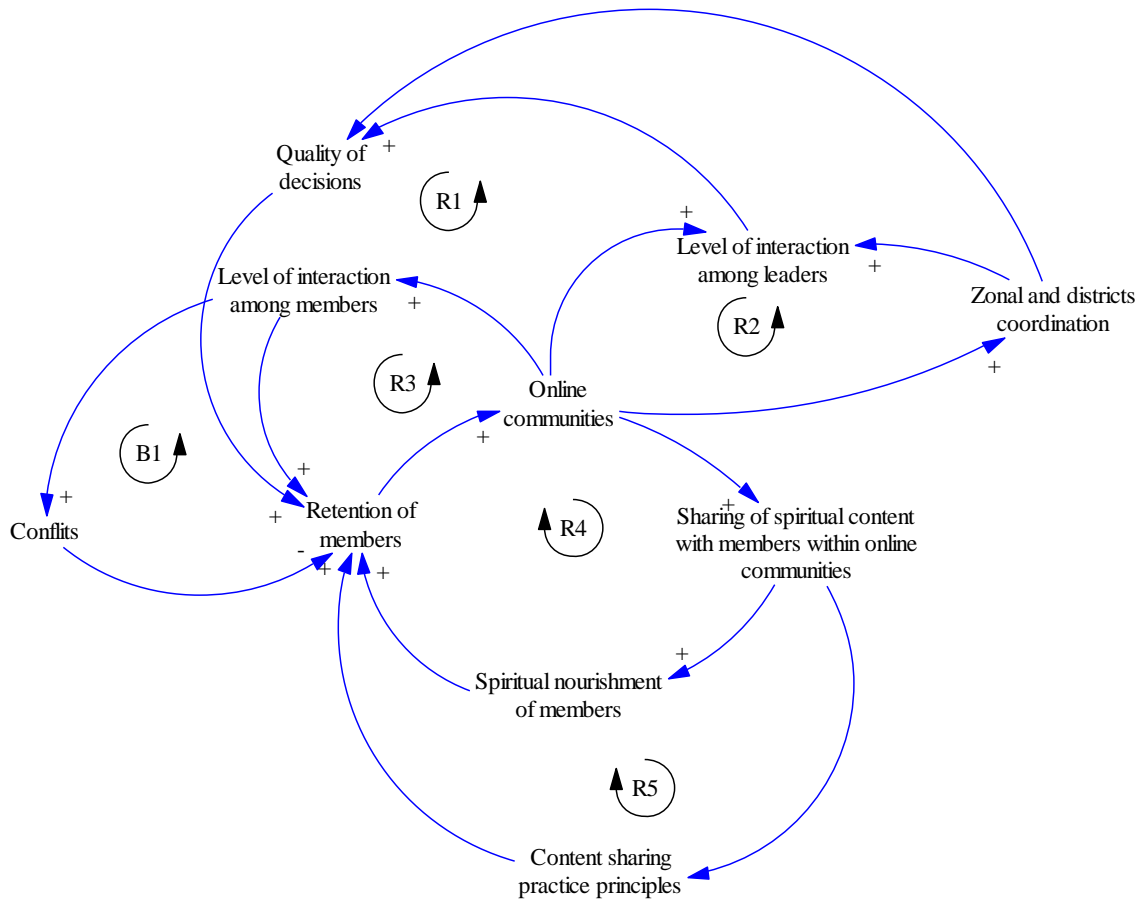 +
Quality of
decisions
R1
+
Level of interaction
among leaders
+
Level of interaction
among members
+
Zonal and districts
coordination
R2
+
R3
Online
communities
+
B1
+
+
+
Retention of
members
+
-
+
+
Conflits
R4
+
Sharing of spiritual content
with members within online
communities
+
Spiritual nourishment
of members
R5
Content sharing
practice principles